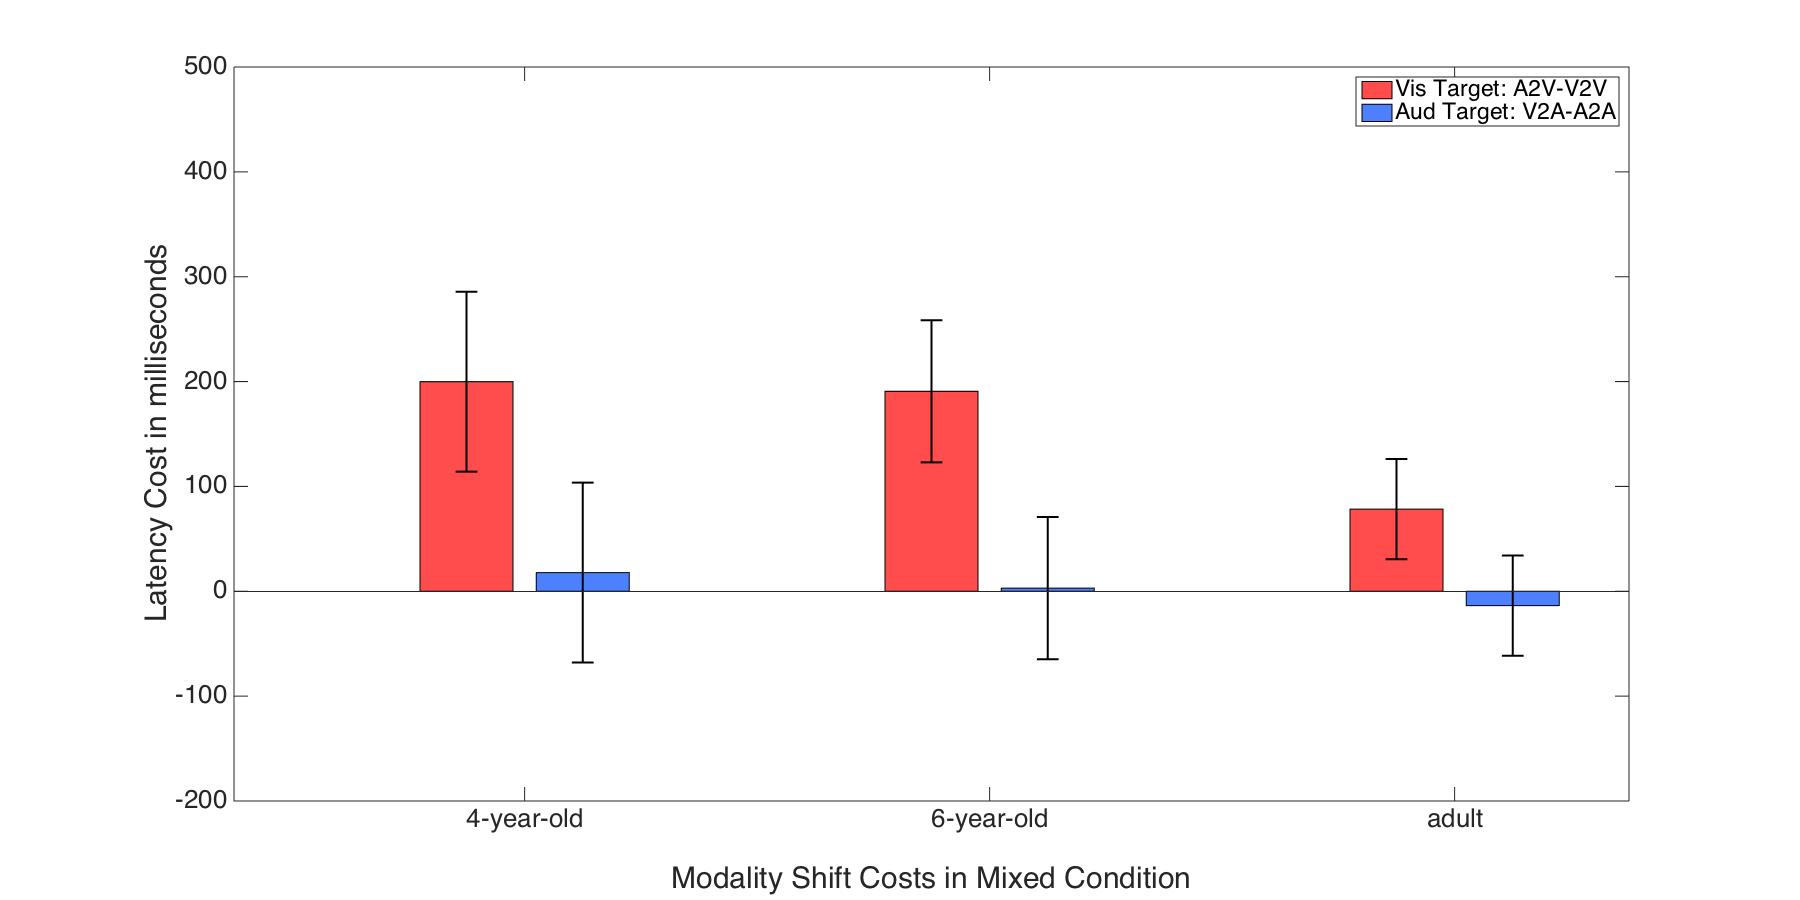 500
400
300
200
100
0
-100
-200
Latency Cost in milliseconds
Vis Target: A2V-V2V
Aud Target: V2A-A2A
4-year-old
6-year-old
adult
Modality Shift Costs in Mixed Condition